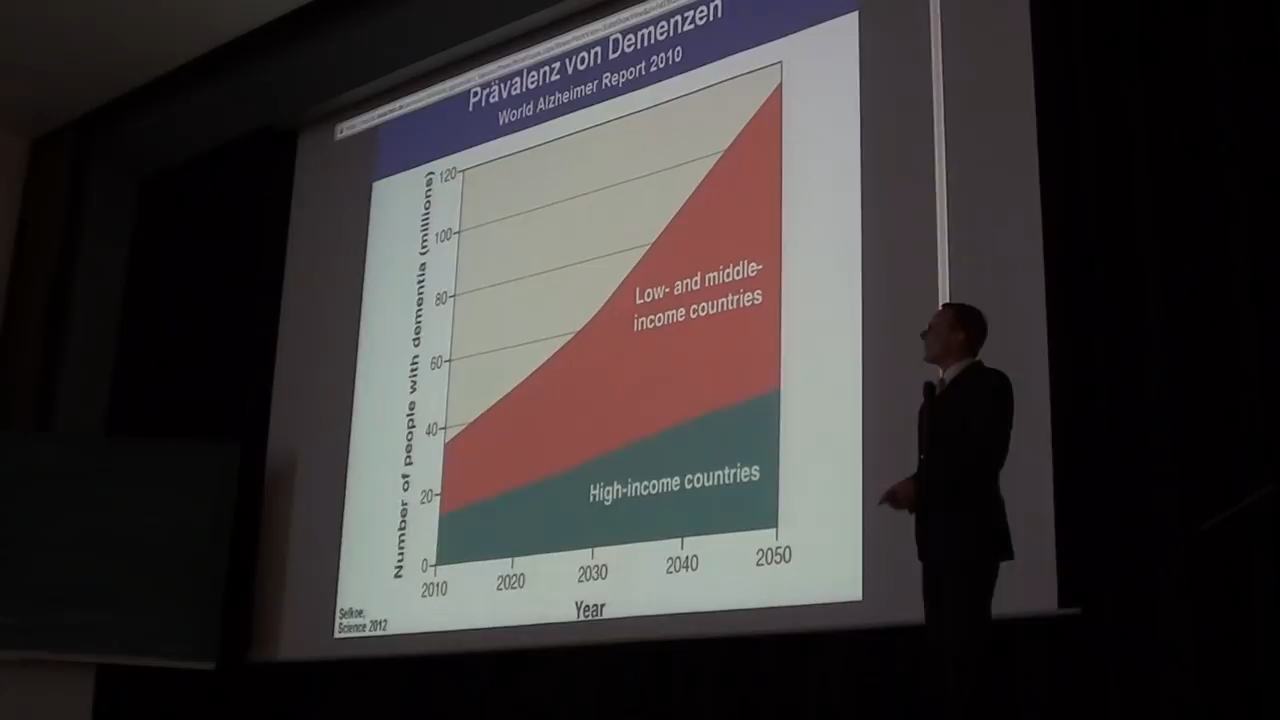 Prävalenz von Demenzen
World Alzheimer Report 2010
Number of people with dementia (millions)
120
100
80
60
40
20
0
Low- and middle-
income countries
High-income countries
2010
2020
2030
2040
2050
Year
Selkoe,
Science 2012